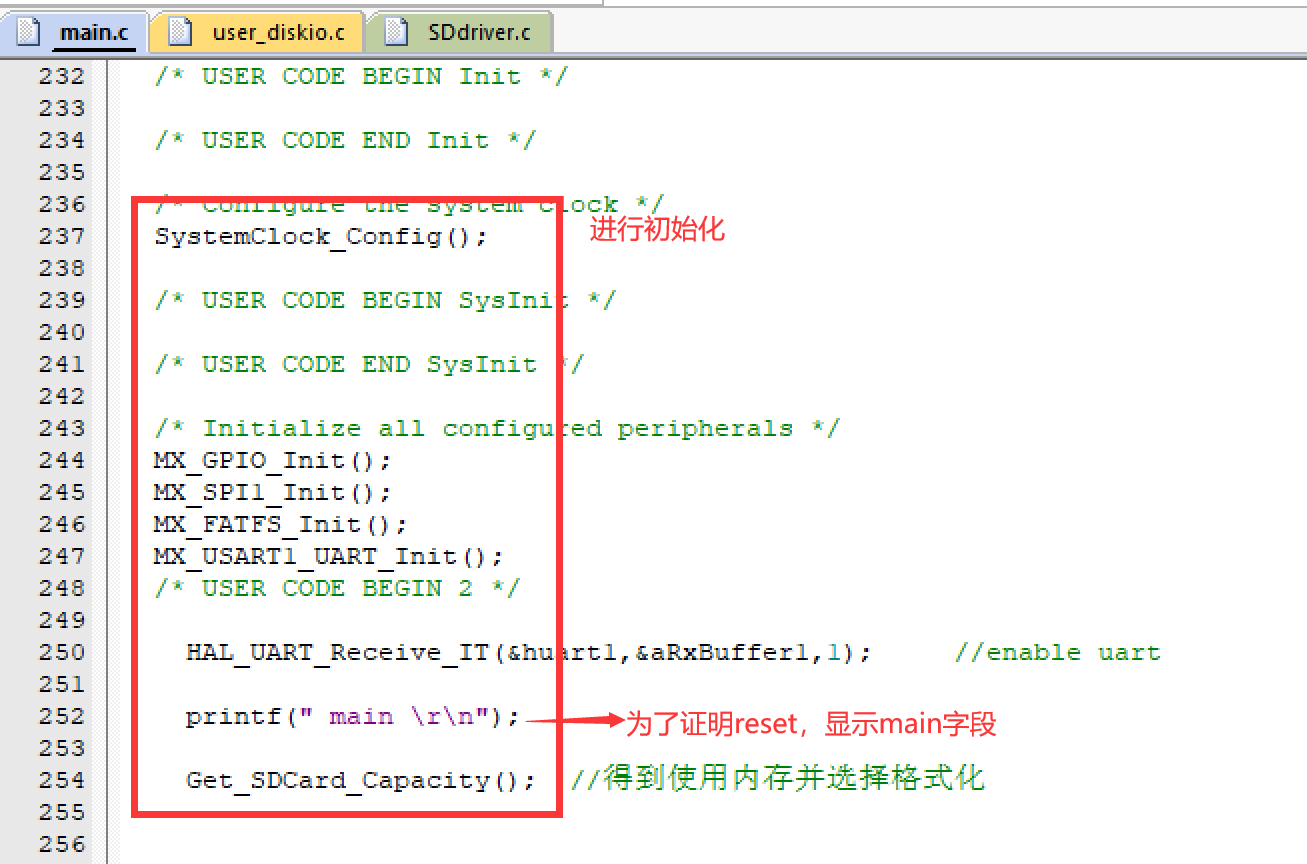 main.c user_diskio.c SDdriver.c
232 /* USER CODE BEGIN Init */
233
234 /* USER CODE END Init */
235
236 /* Configure the system clock */
进行初始化
237 SystemClock_Config();
238
239 /* USER CODE BEGIN SysInit */
240
241 /* USER CODE END SysInit */
242
243 /* Initialize all configured peripherals */
244 MX_GPIO_Init();
245 MX_SPI1_Init();
246 MX_FATFS_Init();
247 MX_USART1_UART_Init();
248 /* USER CODE BEGIN 2 */
249
250 HAL_UART_Receive_IT(&huart1,&aRxBuffer1,1); //enable uart
251
252 printf(" main \r\n"); 为了证明reset，显示main字段
253
254 Get_SDCard_Capacity(); //得到使用内存并选择格式化
255
256